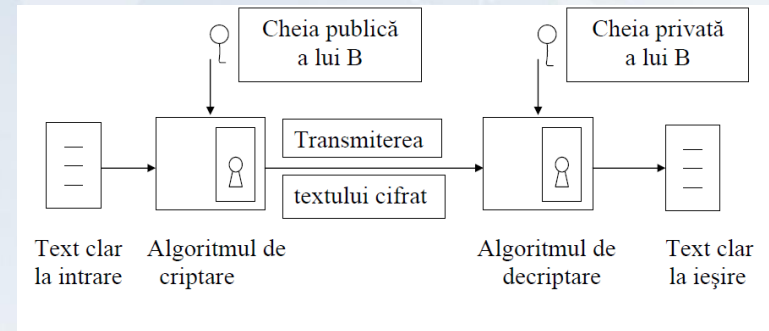 Cheia publică
a lui B
Cheia privată
a lui B
Transmiterea
textului cifrat
Text clar
la intrare
Algoritmul de
criptare
Algoritmul de
decriptare
Text clar
la ieşire